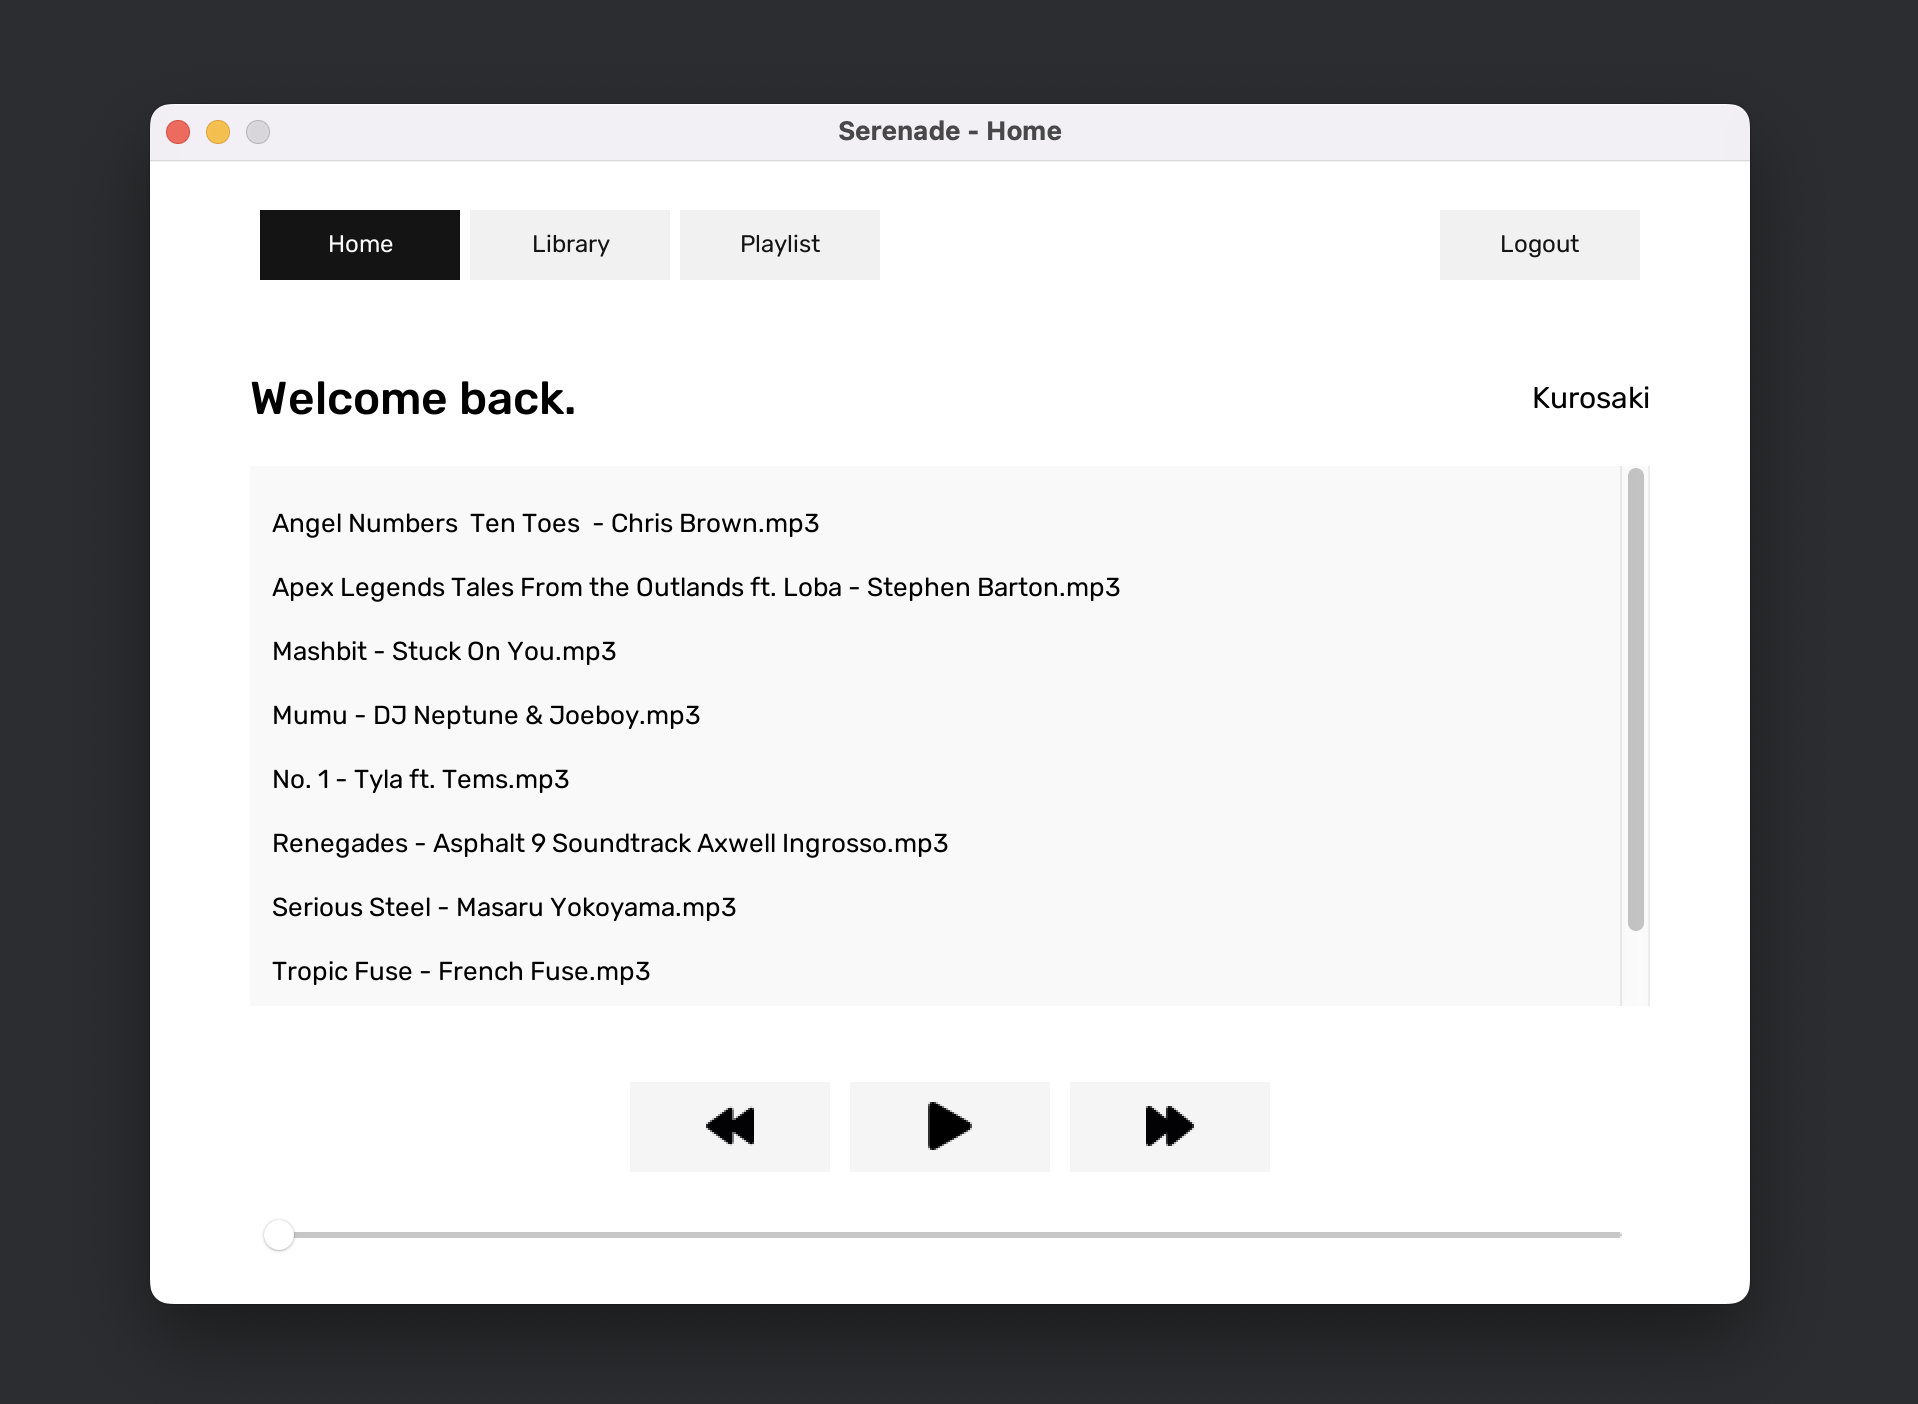 Serenade - Home
Home Library Playlist Logout
Welcome back. Kurosaki
Angel Numbers  Ten Toes  - Chris Brown.mp3
Apex Legends Tales From the Outlands ft. Loba - Stephen Barton.mp3
Mashbit - Stuck On You.mp3
Mumu - DJ Neptune & Joeboy.mp3
No. 1 - Tyla ft. Tems.mp3
Renegades - Asphalt 9 Soundtrack Axwell Ingrosso.mp3
Serious Steel - Masaru Yokoyama.mp3
Tropic Fuse - French Fuse.mp3